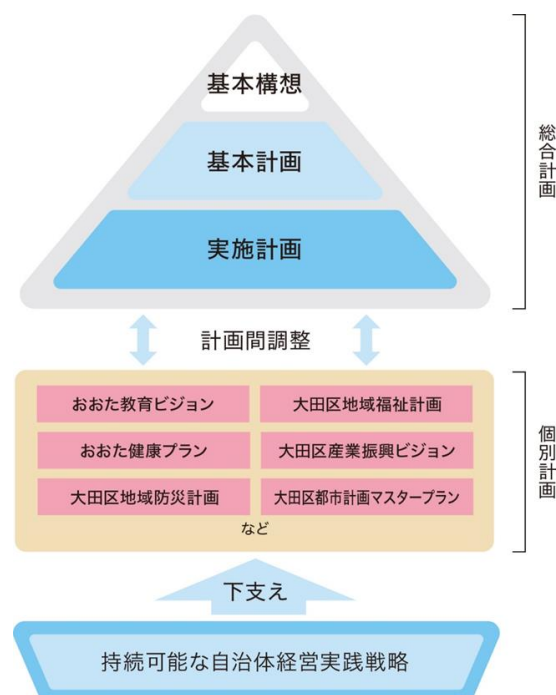 基本構想
基本計画
実施計画
総合計画
計画間調整
おおた教育ビジョン
大田区地域福祉計画
おおた健康プラン
大田区産業振興ビジョン
大田区地域防災計画
大田区都市計画マスタープラン
など
個別計画
下支え
持続可能な自治体経営実践戦略